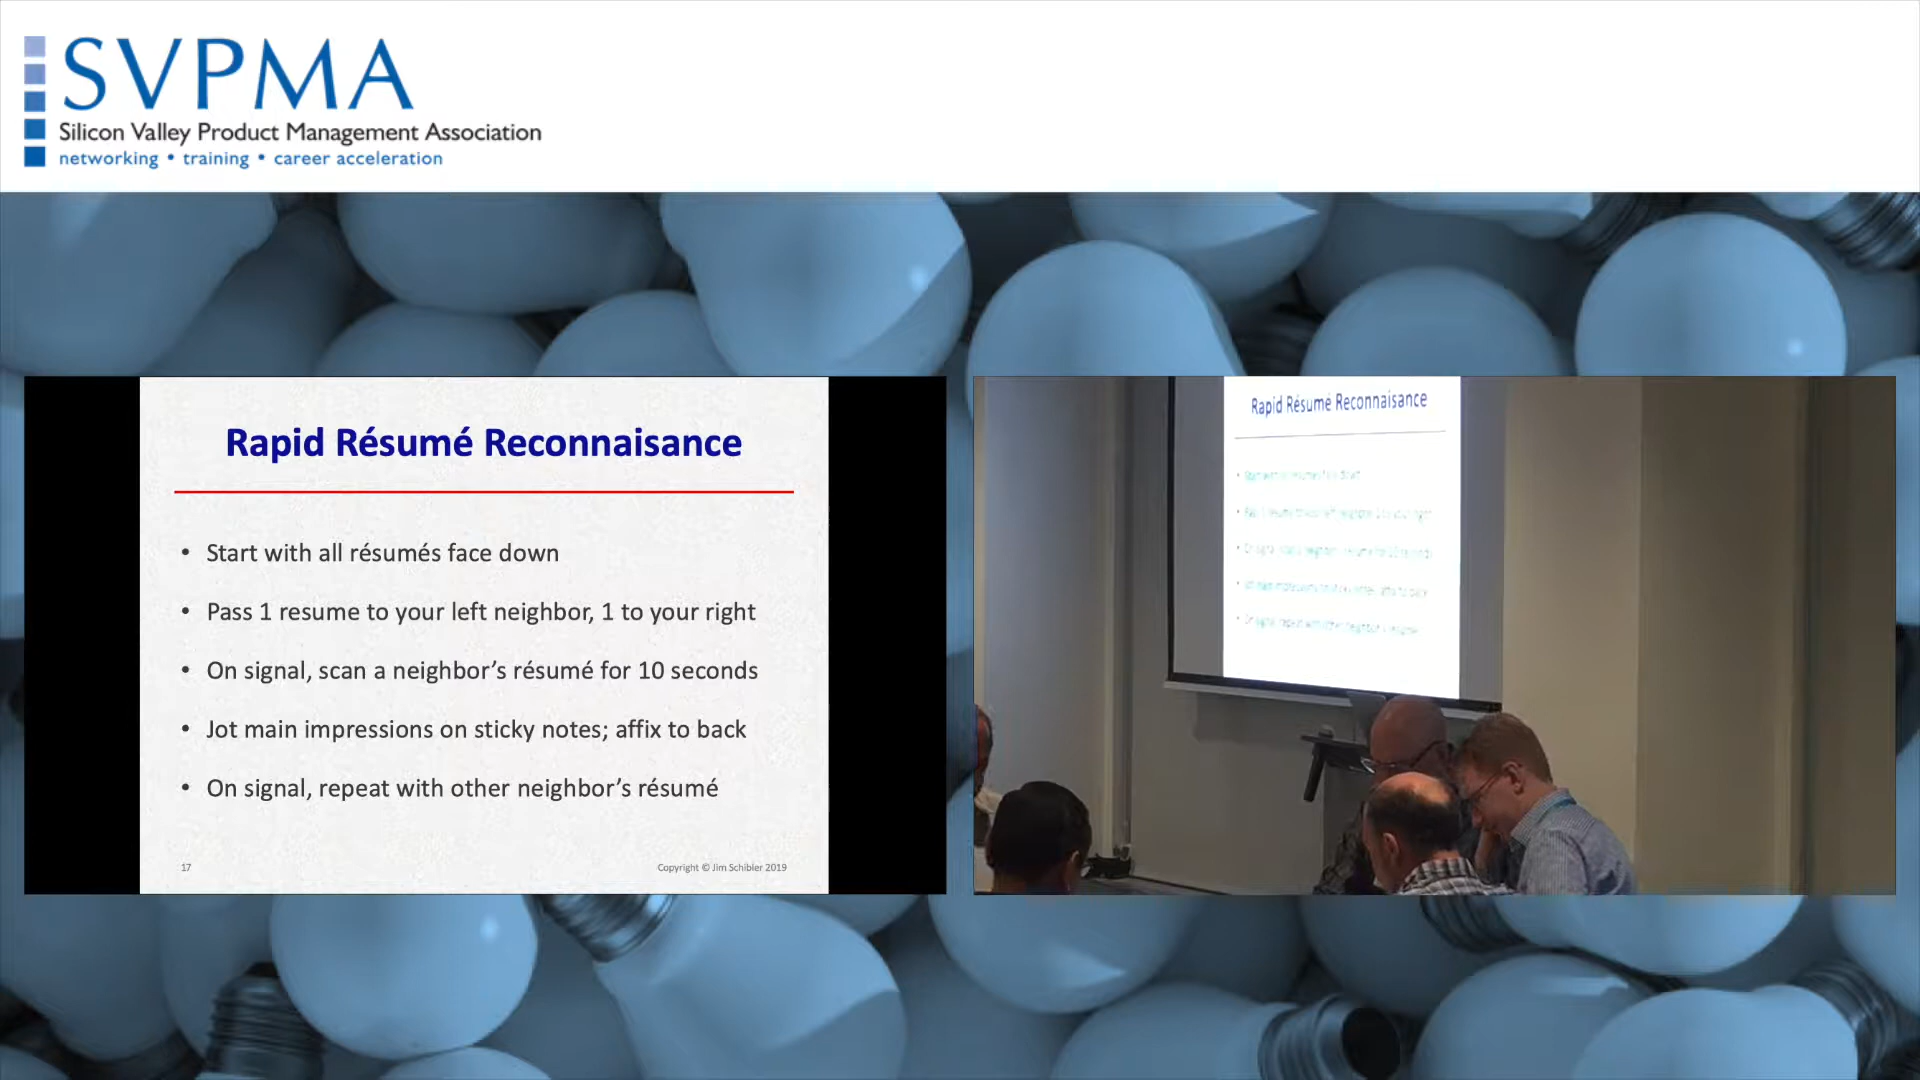 SVPMA
Silicon Valley Product Management Association
networking • training • career acceleration
Rapid Résumé Reconnaisance
• Start with all résumés face down
• Pass 1 resume to your left neighbor, 1 to your right
• On signal, scan a neighbor’s résumé for 10 seconds
• Jot main impressions on sticky notes; affix to back
• On signal, repeat with other neighbor’s résumé
17
Copyright © Jim Schibler 2019
Rapid Résumé Reconnaisance